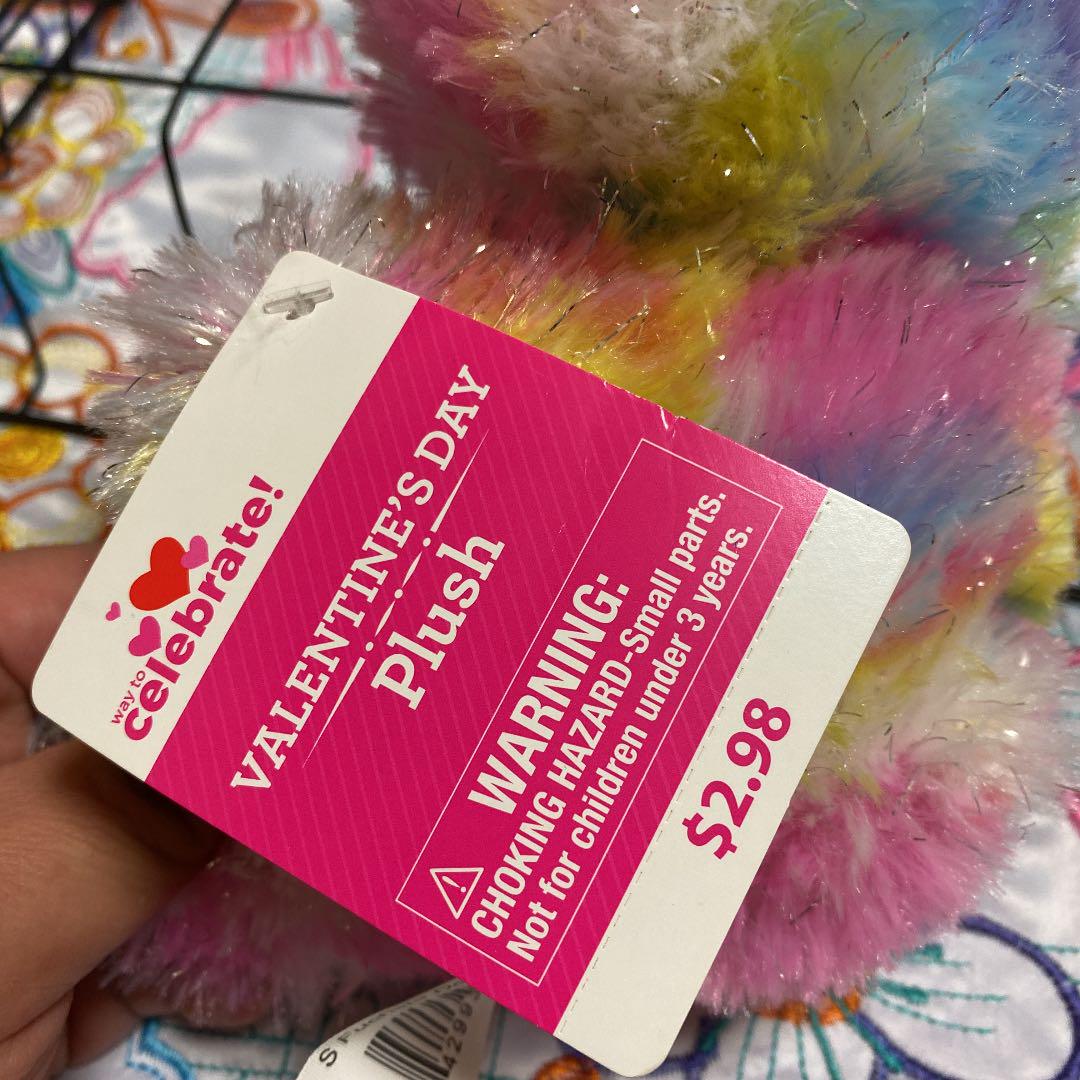 way to
celebrate!
VALENTINE'S DAY
Plush
WARNING:
CHOKING HAZARD-Small parts.
Not for children under 3 years.
$2.98